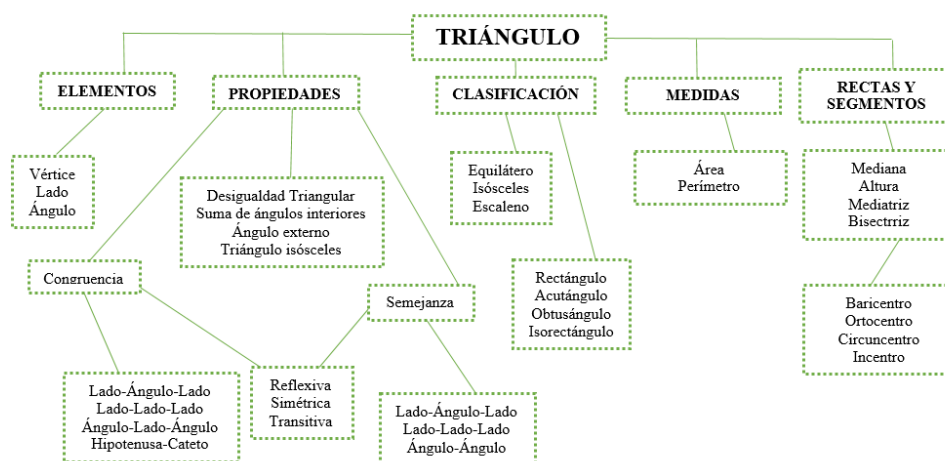 TRIÁNGULO
ELEMENTOS
PROPIEDADES
CLASIFICACIÓN
MEDIDAS
RECTAS Y
SEGMENTOS
Vértice
Lado
Ángulo
Desigualdad Triangular
Suma de ángulos interiores
Ángulo externo
Triángulo isósceles
Equilátero
Isósceles
Escaleno
Área
Perímetro
Mediana
Altura
Mediatriz
Bisectrriz
Congruencia
Semejanza
Rectángulo
Acutángulo
Obtusángulo
Isorectángulo
Baricentro
Ortocentro
Circuncentro
Incentro
Lado-Ángulo-Lado
Lado-Lado-Lado
Ángulo-Lado-Ángulo
Hipotenusa-Cateto
Reflexiva
Simétrica
Transitiva
Lado-Ángulo-Lado
Lado-Lado-Lado
Ángulo-Ángulo